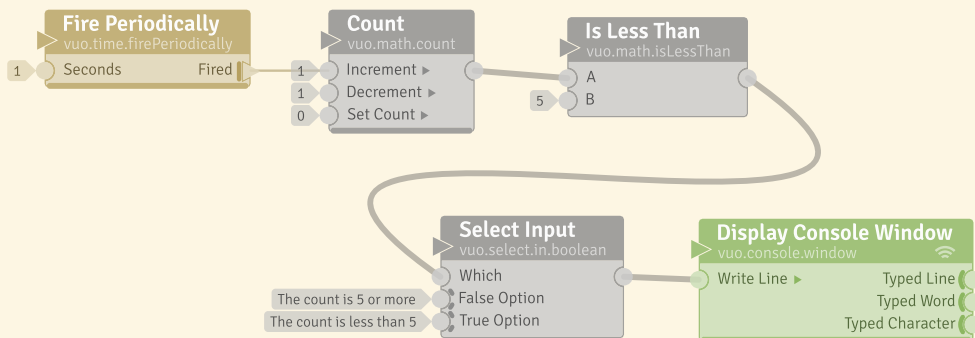 Fire Periodically
vuo.time.firePeriodically
1 Seconds Fired
Count
vuo.math.count
1 Increment
1 Decrement
0 Set Count
Is Less Than
vuo.math.isLessThan
A
5 B
Select Input
vuo.select.in.boolean
Which
The count is 5 or more False Option
The count is less than 5 True Option
Display Console Window
vuo.console.window
Write Line Typed Line
Typed Word
Typed Character